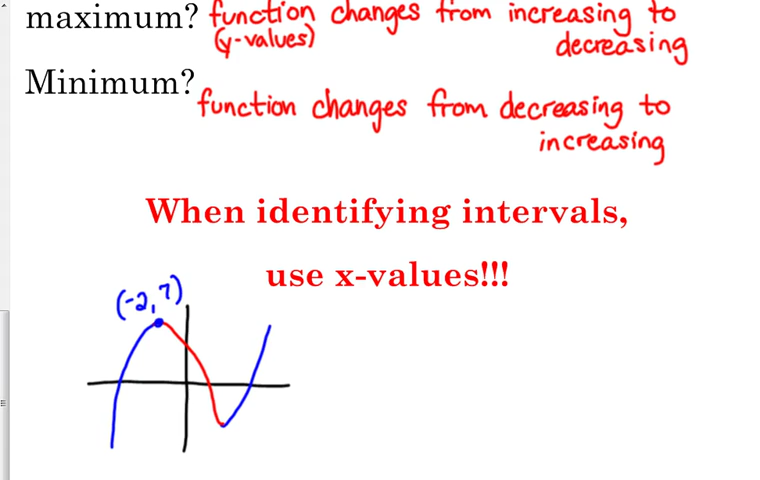 maximum? function changes from increasing to
(y-values) decreasing
Minimum?
function changes from decreasing to
increasing
When identifying intervals,
use x-values!!!
(-2,7)